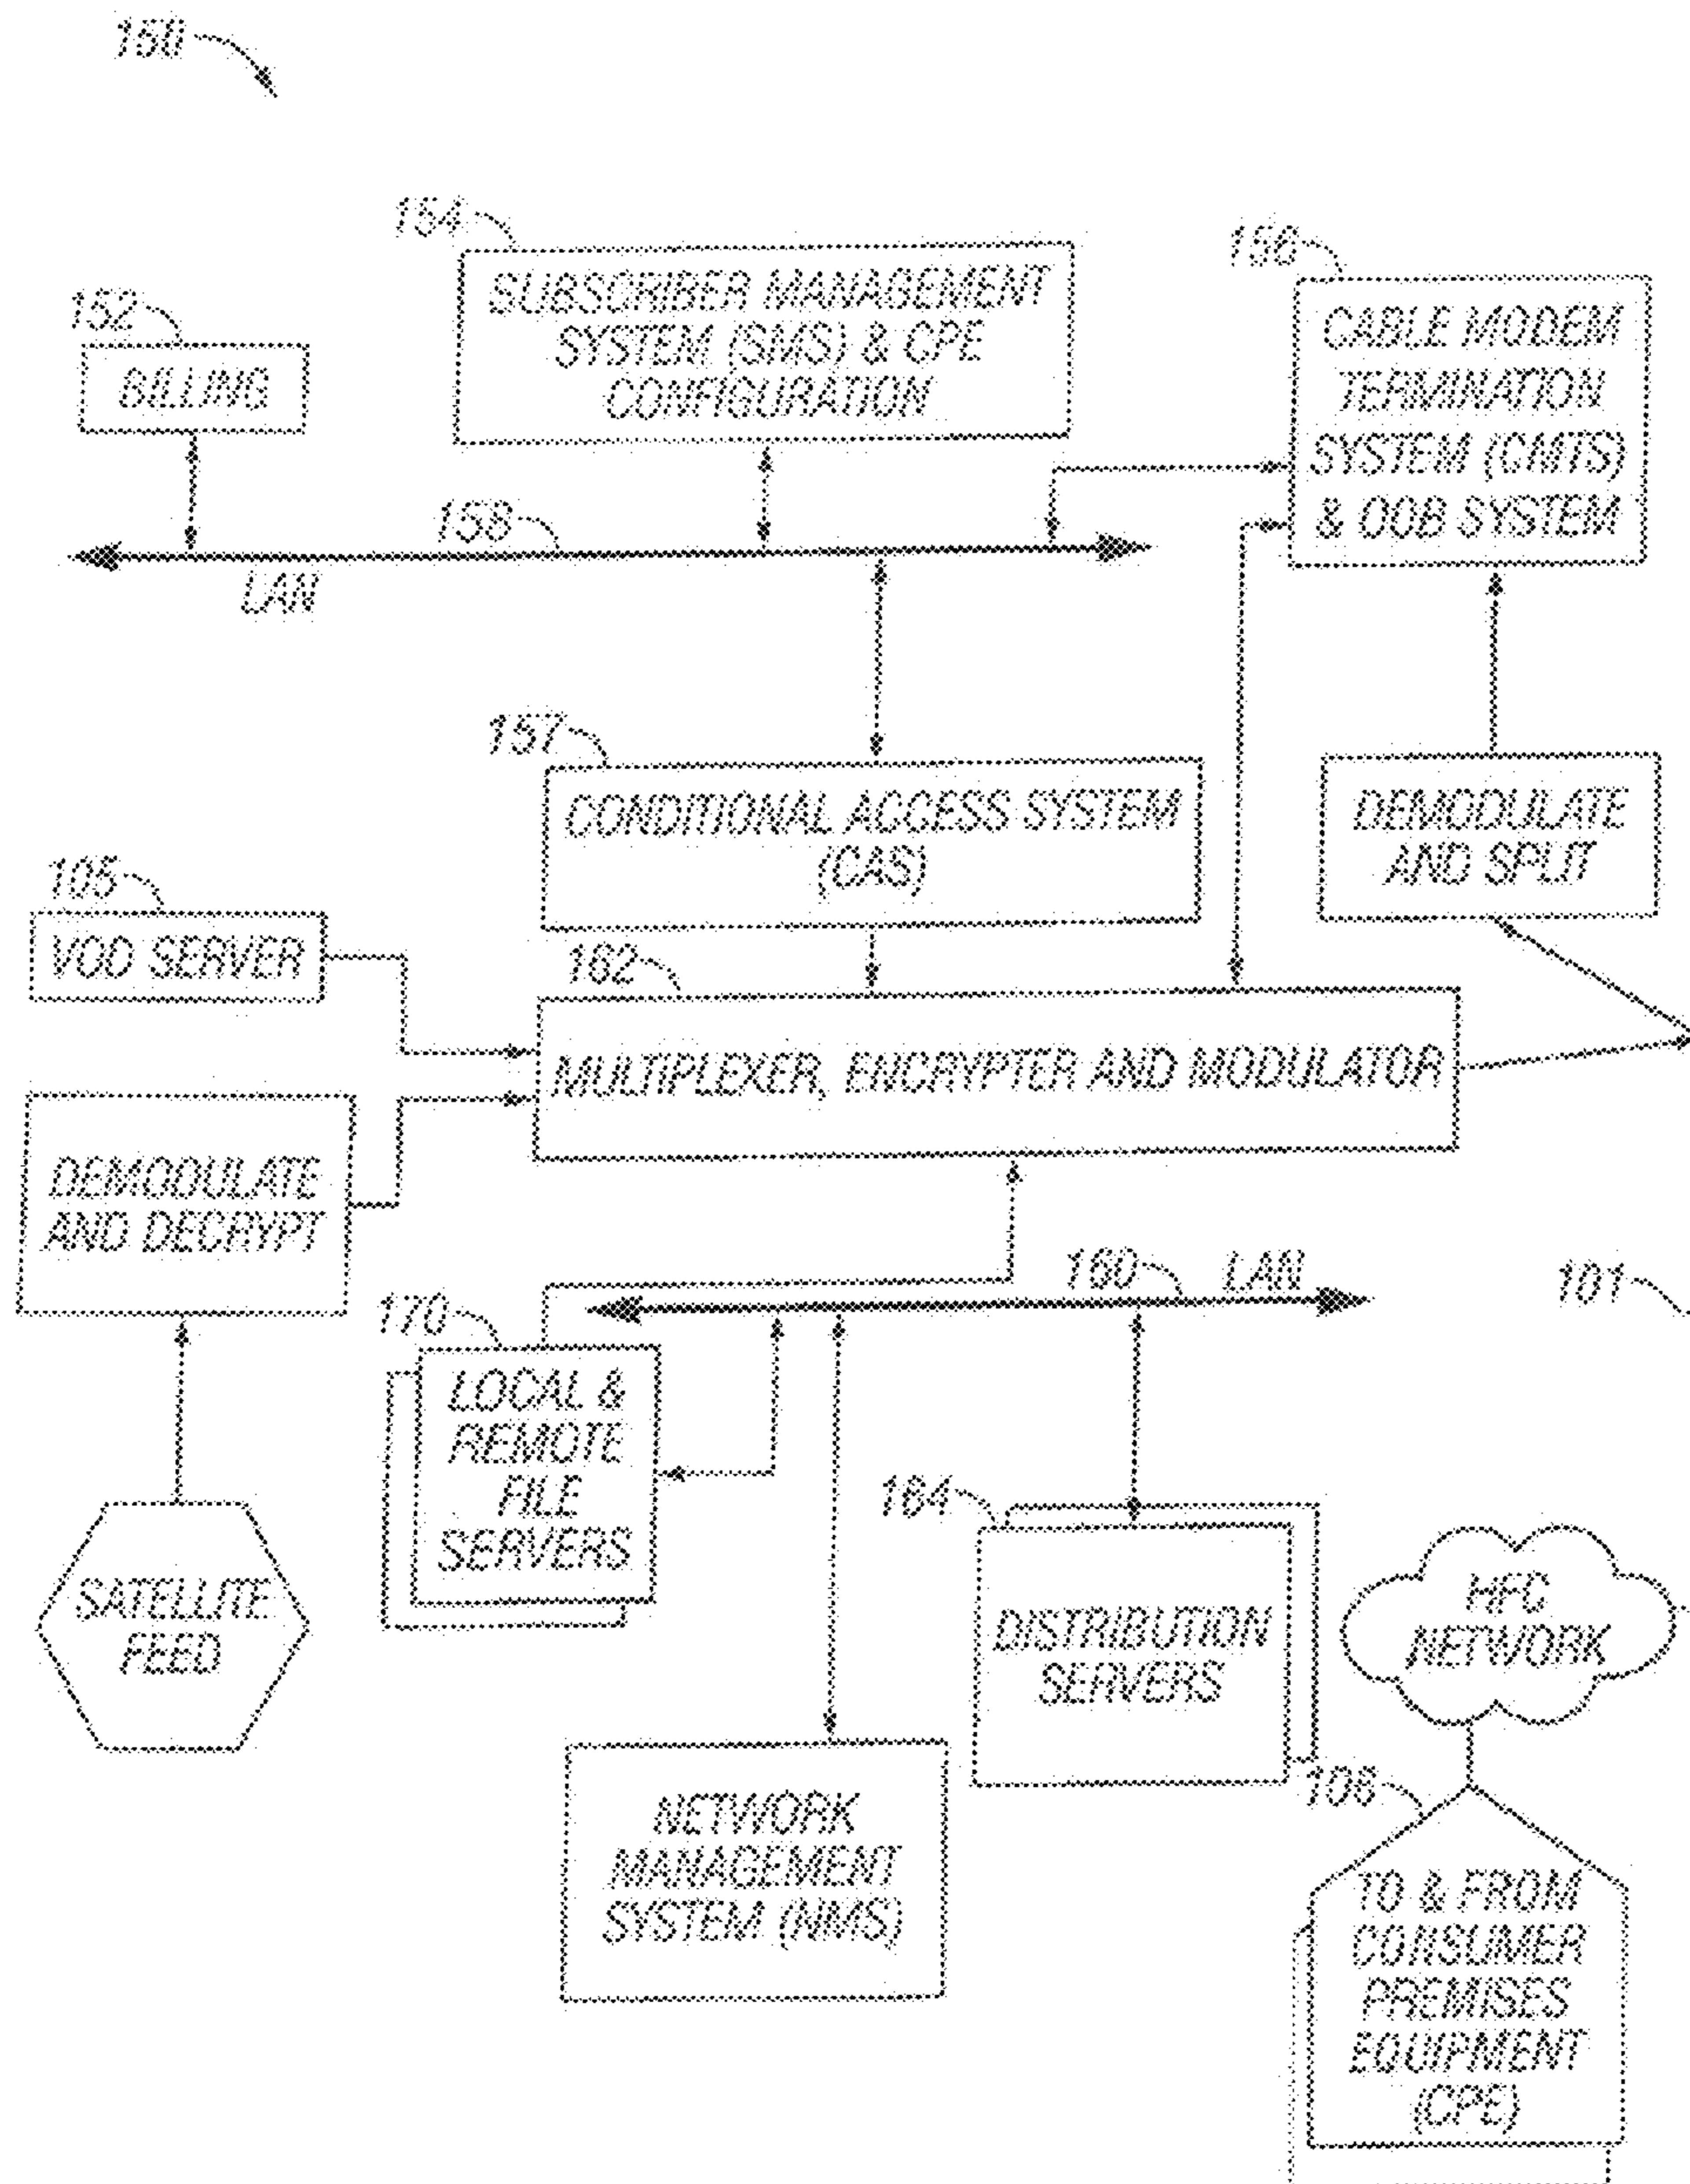 150
154
SUBSCRIBER MANAGEMENT
SYSTEM (SMS) & CPE
CONFIGURATION
156
CABLE MODEM
TERMINATION
SYSTEM (CMTS)
& OOB SYSTEM
152
BILLING
158
LAN
157
CONDITIONAL ACCESS SYSTEM
(CAS)
DEMODULATE
AND SPLIT
105
VOD SERVER
162
MULTIPLEXER, ENCRYPTER AND MODULATOR
DEMODULATE
AND DECRYPT
160
LAN
101
170
LOCAL &
REMOTE
FILE
SERVERS
164
DISTRIBUTION
SERVERS
HFC
NETWORK
SATELLITE
FEED
NETWORK
MANAGEMENT
SYSTEM (NMS)
106
TO & FROM
CONSUMER
PREMISES
EQUIPMENT
(CPE)